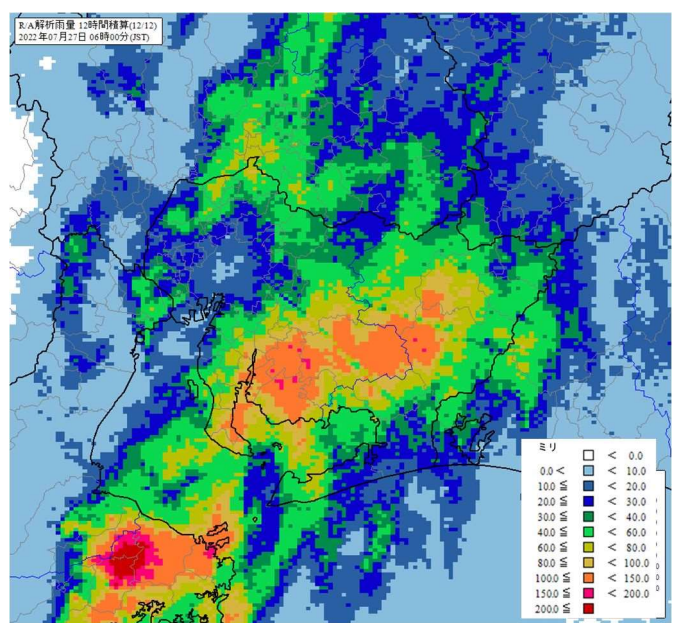 R/A解析雨量 12時間積算(12/12)
2022年07月27日 06時00分(JST)
ミリ
< 0.0
0.0 < < 10.0
10.0 ≦ < 20.0
20.0 ≦ < 30.0
30.0 ≦ < 40.0
40.0 ≦ < 60.0
60.0 ≦ < 80.0
80.0 ≦ < 100.0
100.0 ≦ < 150.0
150.0 ≦ < 200.0
200.0 ≦